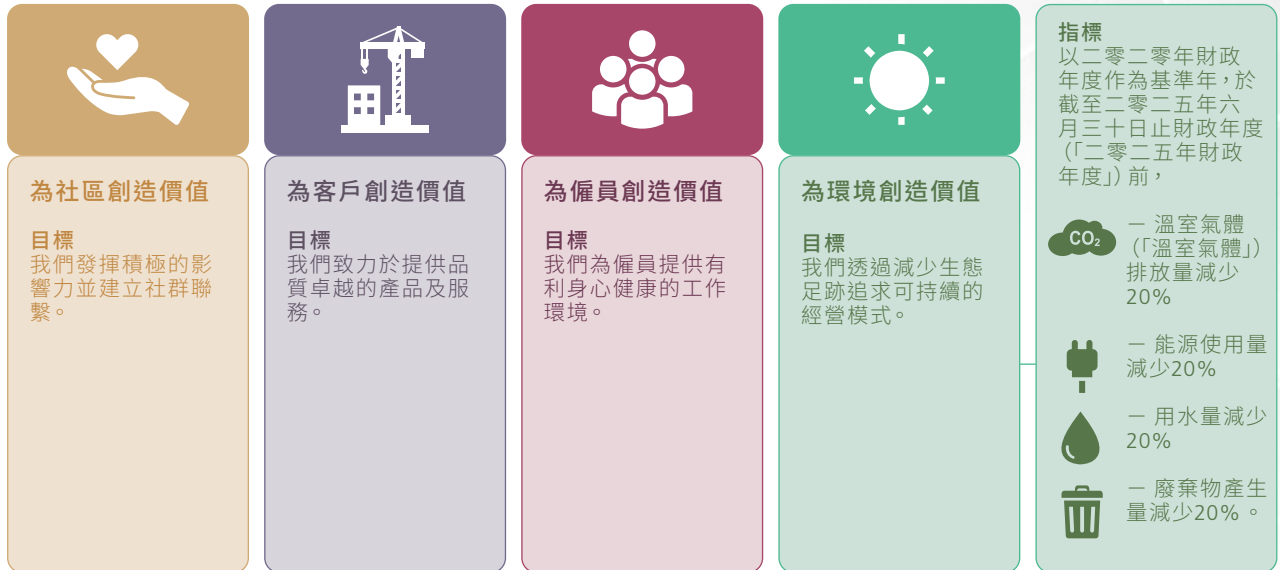 為社區創造價值
目標
我們發揮積極的影
響力並建立社群聯
繫。
為客戶創造價值
目標
我們致力於提供品
質卓越的產品及服
務。
為僱員創造價值
目標
我們為僱員提供有
利身心健康的工作
環境。
為環境創造價值
目標
我們透過減少生態
足跡追求可持續的
經營模式。
指標
以二零二零年財政
年度作為基準年，於
截至二零二五年六
月三十日止財政年度
（「二零二五年財政
年度」）前，
CO₂
－ 溫室氣體
（「溫室氣體」）
排放量減少
20%
－ 能源使用量
減少20%
－ 用水量減少
20%
－ 廢棄物產生
量減少20%。